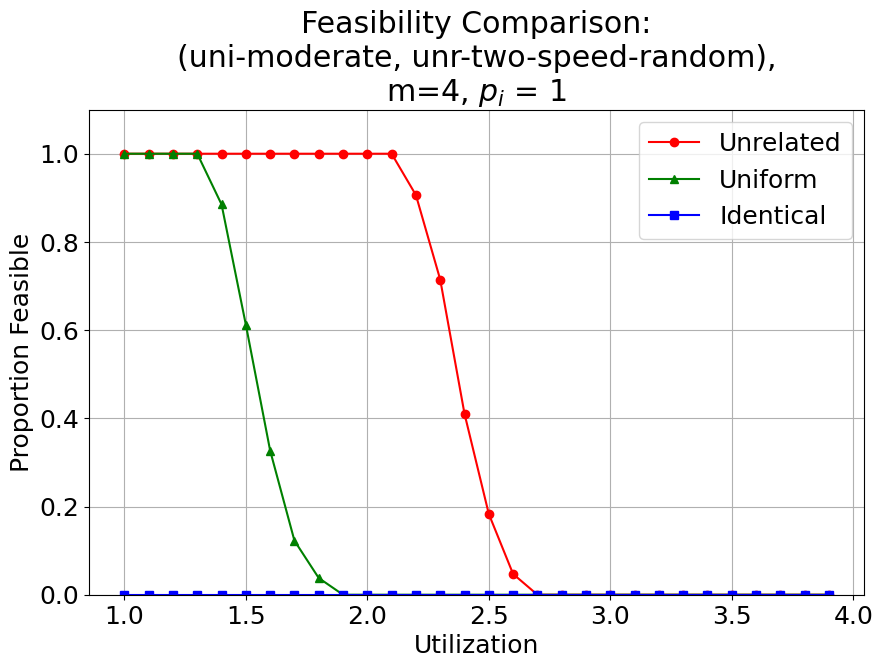 Feasibility Comparison:
(uni-moderate, unr-two-speed-random),
m=4, $p_i$ = 1
Unrelated
Uniform
Identical
Proportion Feasible
1.0
0.8
0.6
0.4
0.2
0.0
1.0 1.5 2.0 2.5 3.0 3.5 4.0
Utilization